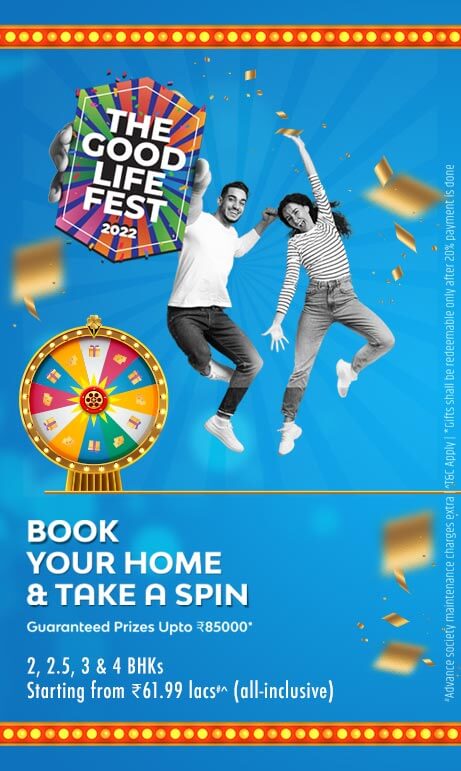 THE
GOOD
LIFE
FEST
2022
BOOK
YOUR HOME
& TAKE A SPIN
Guaranteed Prizes Upto ₹85000*
2, 2.5, 3 & 4 BHKs
Starting from ₹61.99 lacs#^ (all-inclusive)
#Advance society maintenance charges extra | ^T&C Apply | *Gifts shall be redeemable only after 20% payment is done